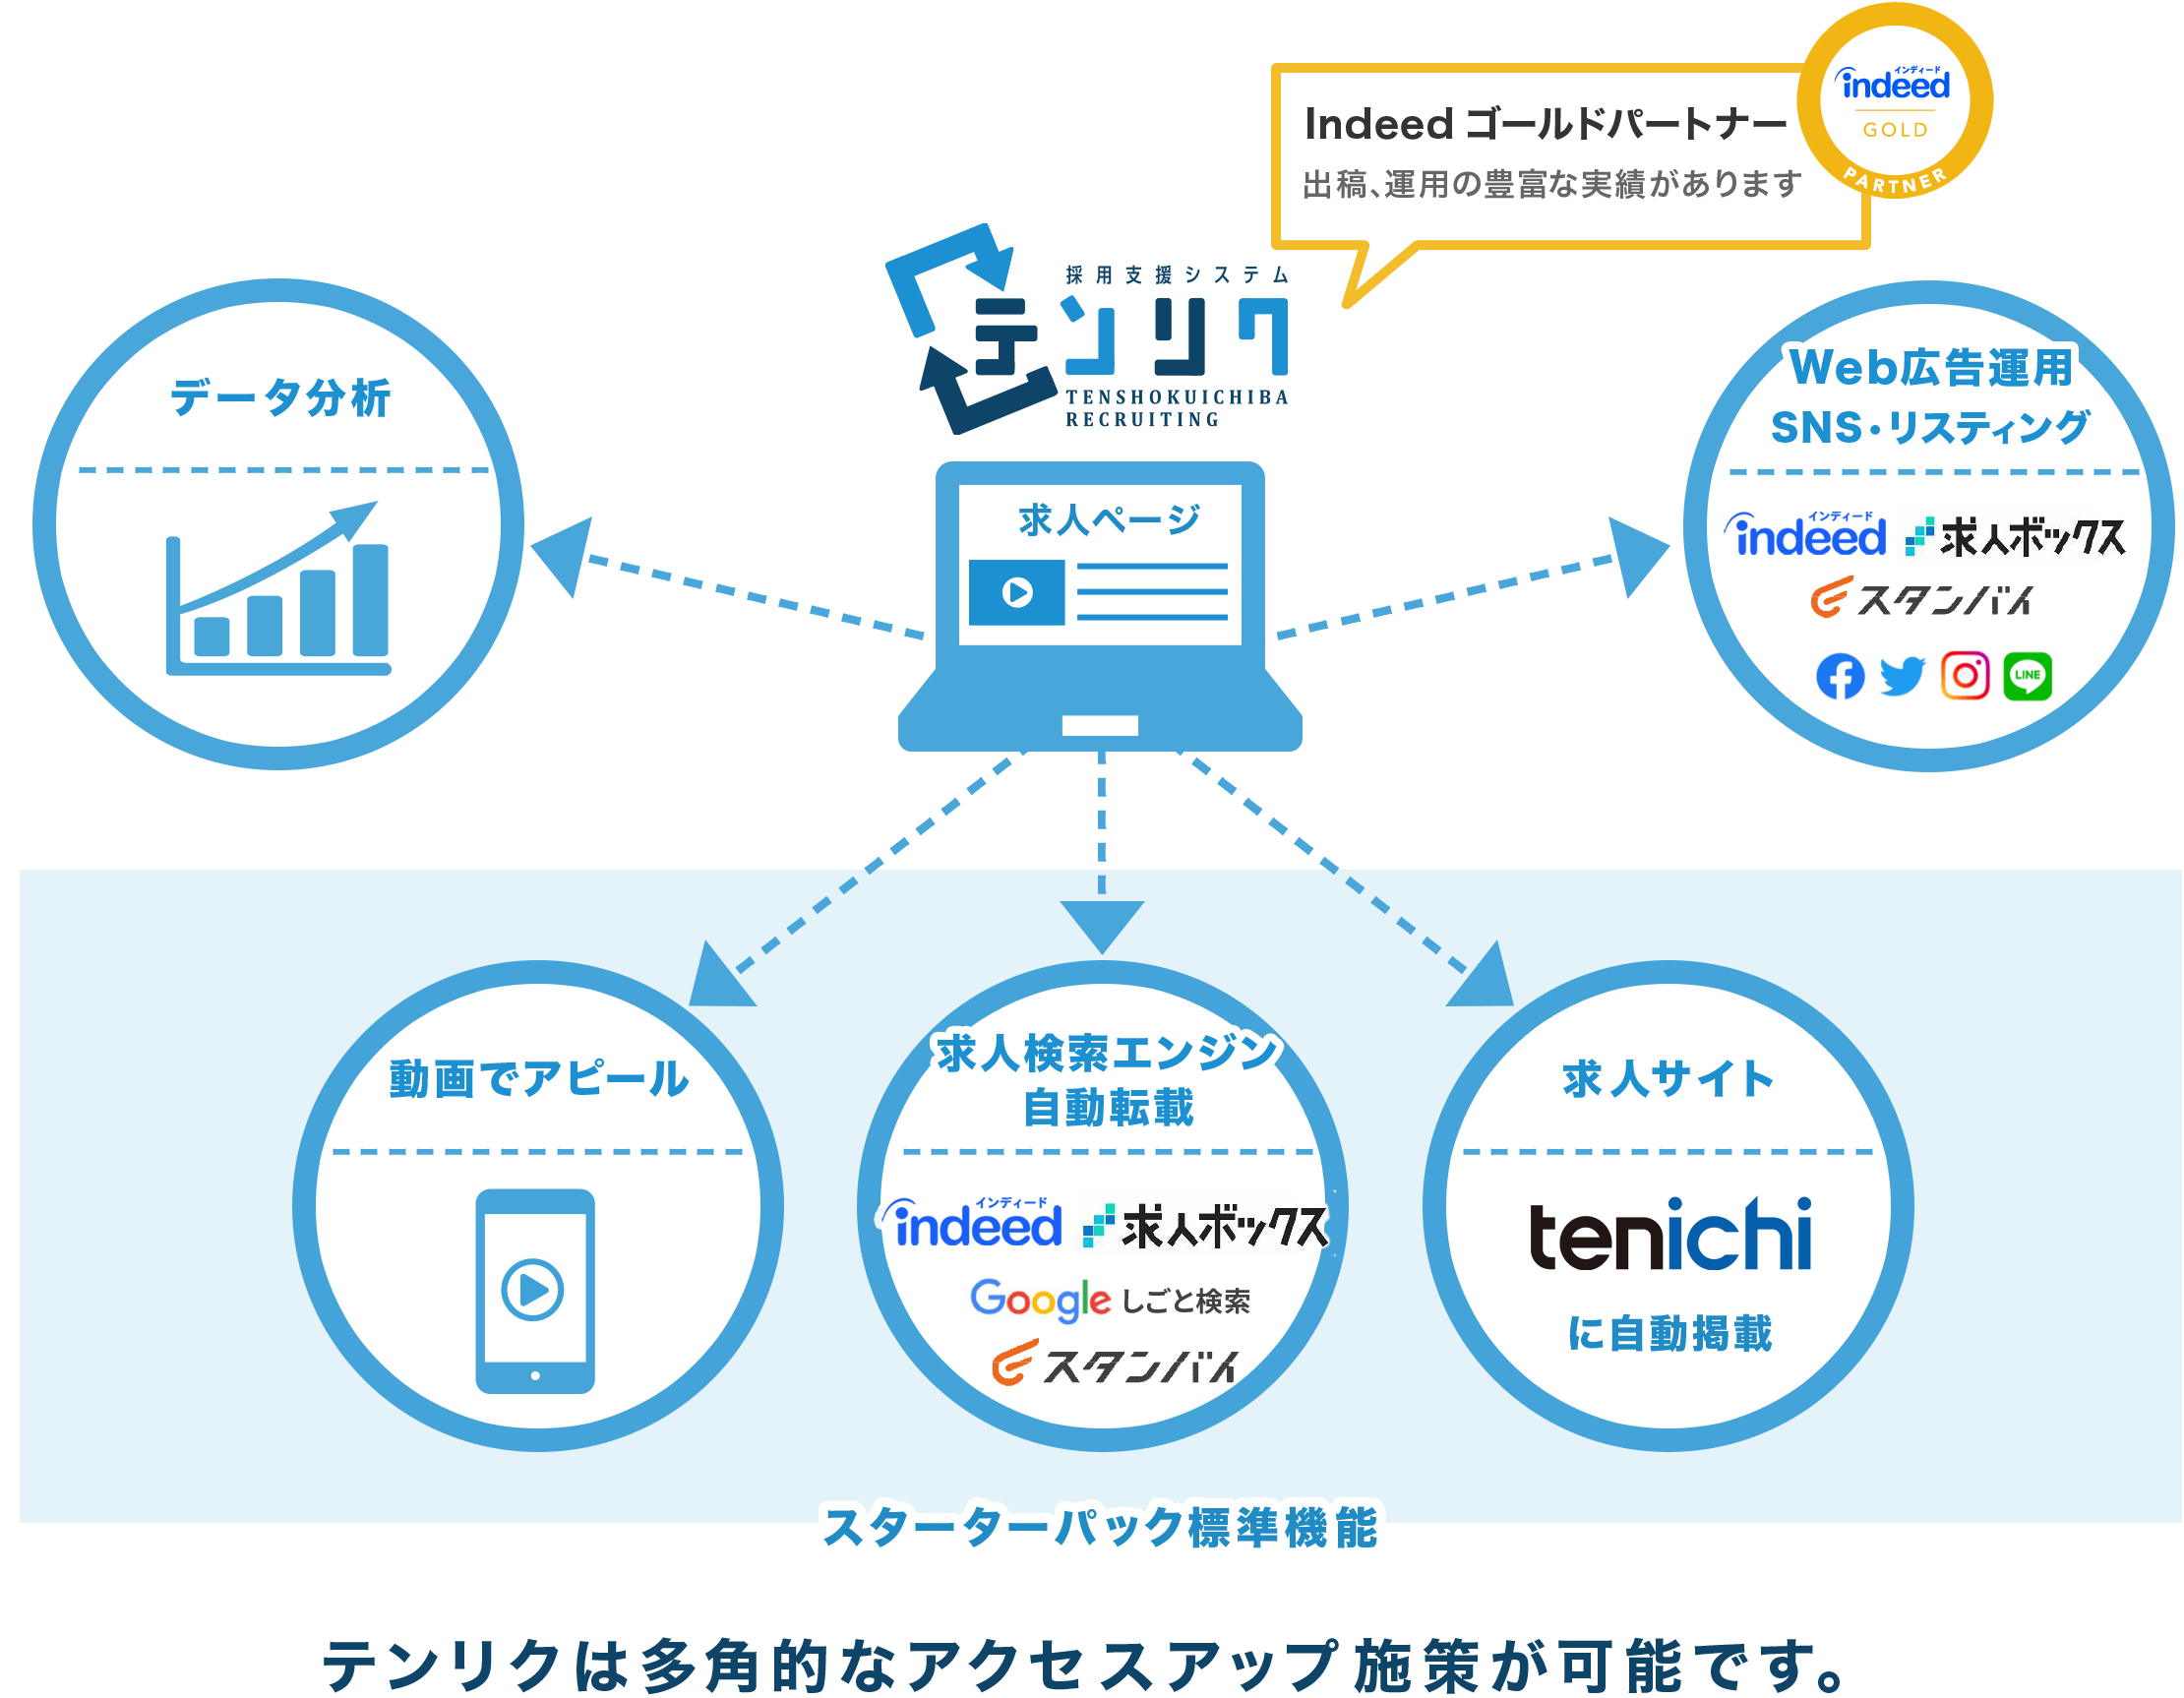 Indeed ゴールドパートナー
出稿、運用の豊富な実績があります
インディード
indeed
GOLD
PARTNER
採用支援システム
テンリク
TENSHOKUICHIBA
RECRUITING
求人ページ
データ分析
Web広告運用
SNS・リスティング
インディード
indeed 求人ボックス
スタンバイ
LINE
動画でアピール
求人検索エンジン
自動転載
インディード
indeed 求人ボックス
Google しごと検索
スタンバイ
求人サイト
tenichi
に自動掲載
スターターパック標準機能
テンリクは多角的なアクセスアップ施策が可能です。